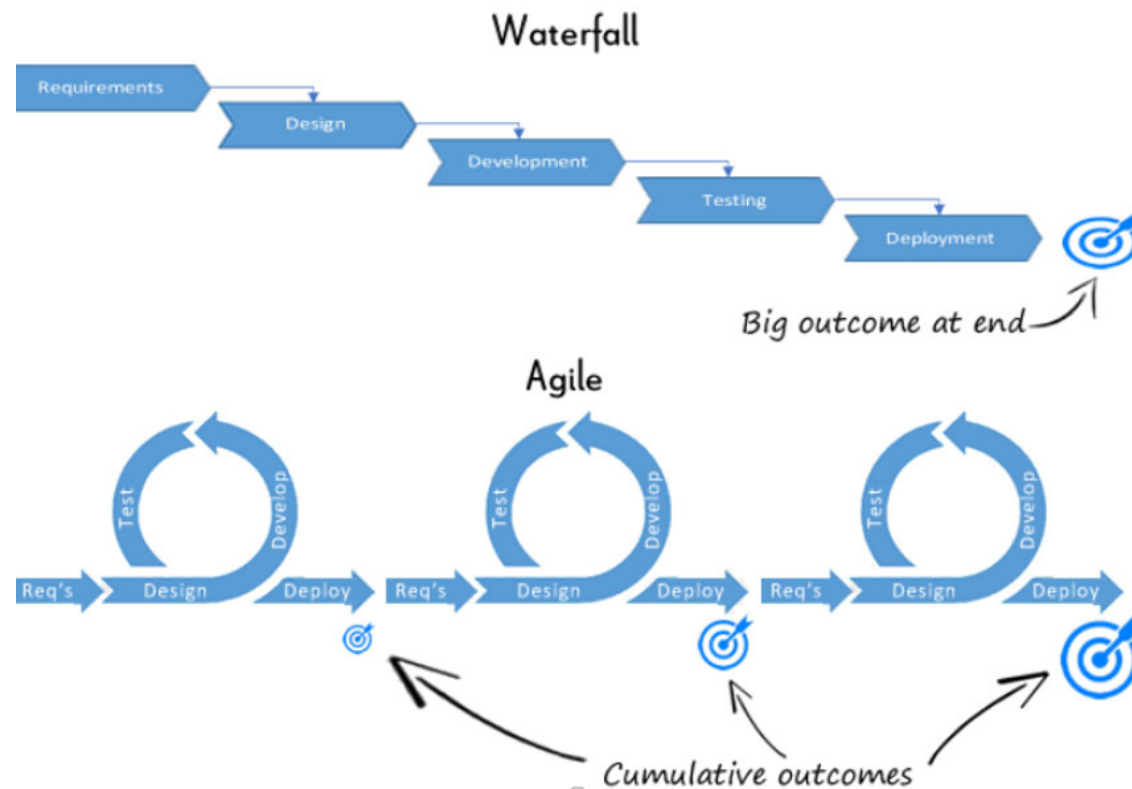 Waterfall
Requirements
Design
Development
Testing
Deployment
Big outcome at end
Agile
Test
Develop
Req's
Design
Deploy
Test
Develop
Req's
Design
Deploy
Test
Develop
Req's
Design
Deploy
Cumulative outcomes